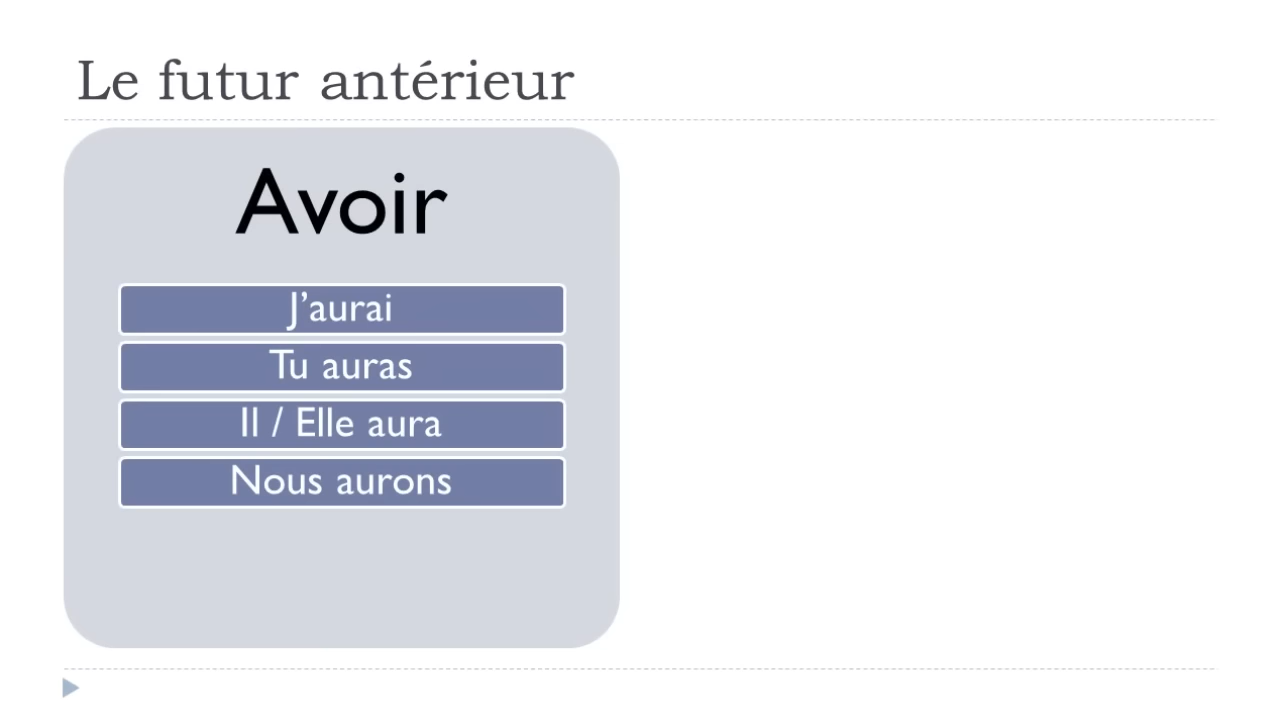 Le futur antérieur
Avoir
J’aurai
Tu auras
Il / Elle aura
Nous aurons